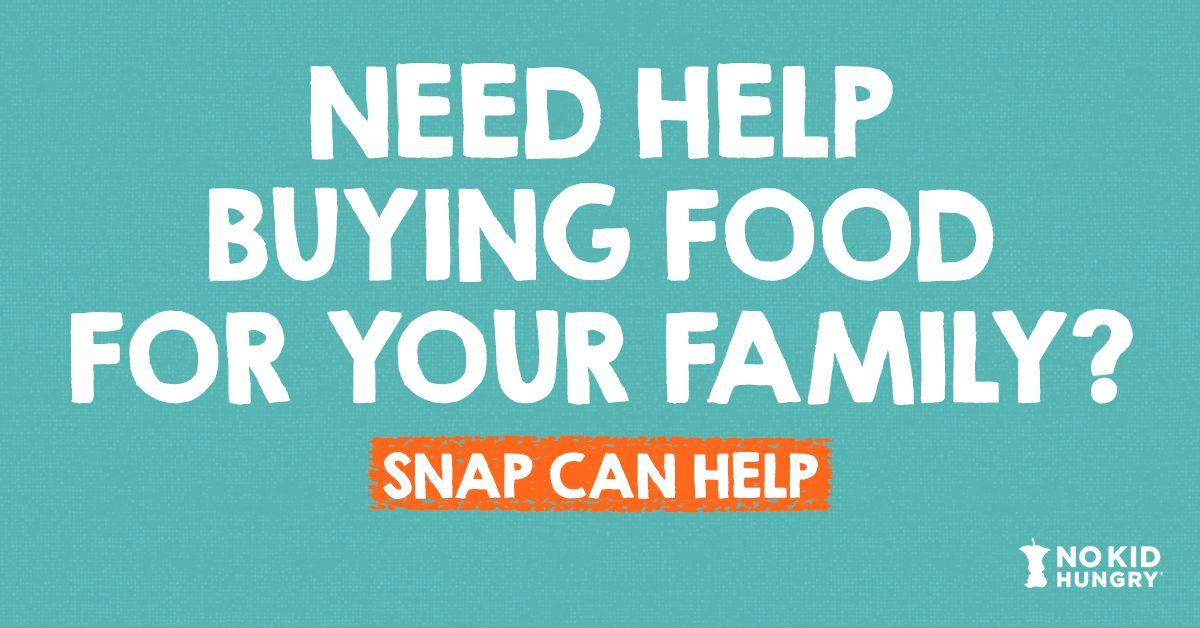 NEED HELP
BUYING FOOD
FOR YOUR FAMILY?
SNAP CAN HELP
NO KID
HUNGRY